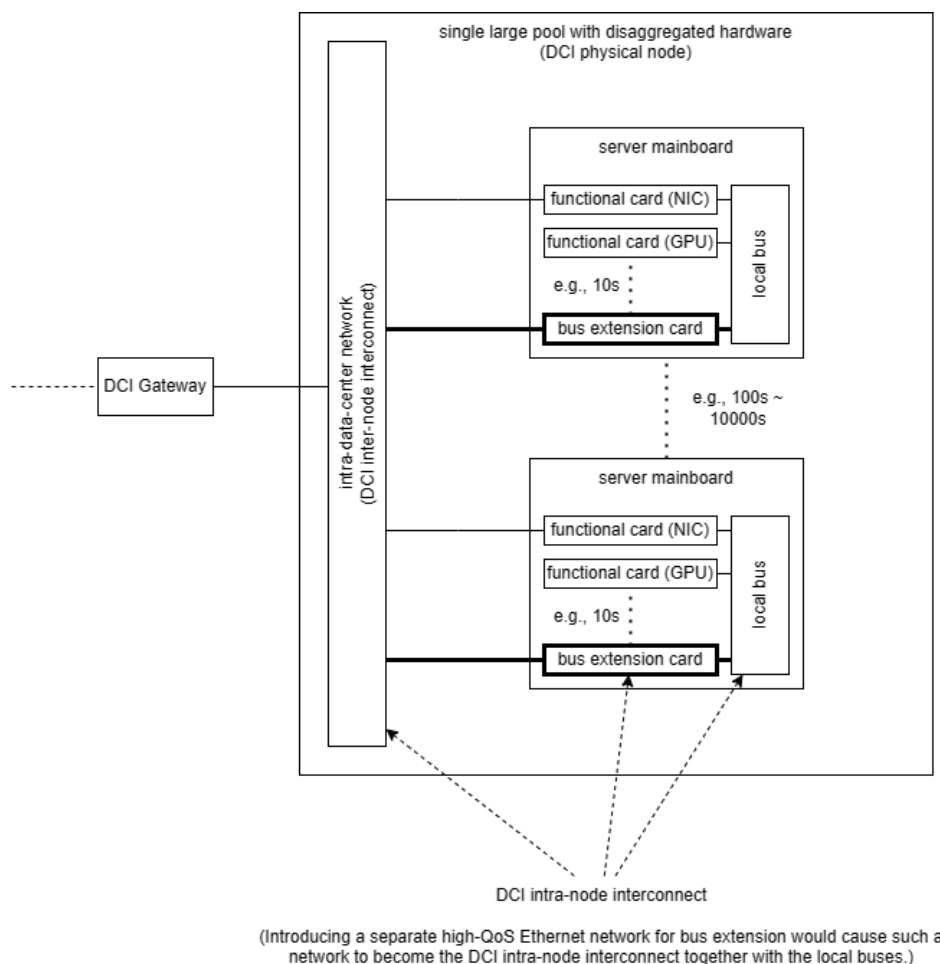 single large pool with disaggregated hardware
(DCI physical node)
server mainboard
functional card (NIC)
functional card (GPU)
e.g., 10s
bus extension card
local bus
intra-data-center network
(DCI inter-node interconnect)
DCI Gateway
e.g., 100s ~
10000s
server mainboard
functional card (NIC)
functional card (GPU)
e.g., 10s
bus extension card
local bus
DCI intra-node interconnect
(Introducing a separate high-QoS Ethernet network for bus extension would cause such a
network to become the DCI intra-node interconnect together with the local buses.)